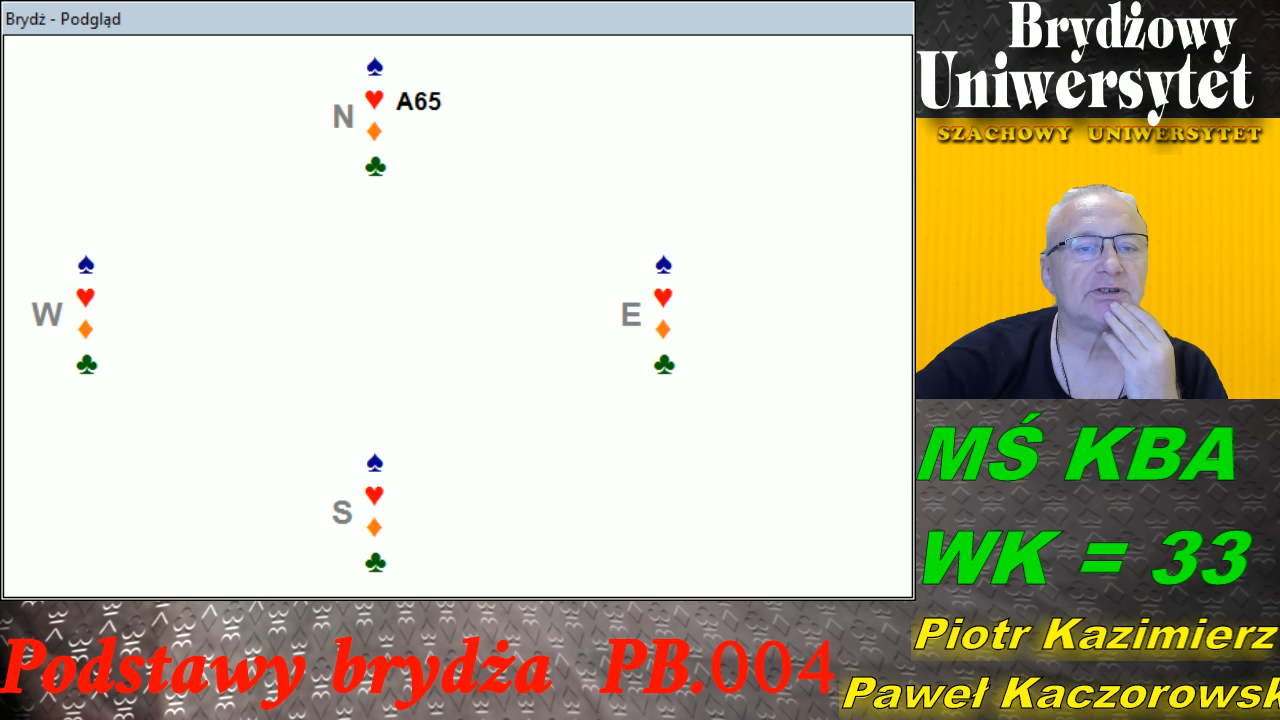 Brydż - Podgląd
♠
N ♥ A65
♦
♣
♠
W ♥
♦
♣
♠
E ♥
♦
♣
♠
S ♥
♦
♣
Brydżowy
Uniwersytet
SZACHOWY UNIWERSYTET
MŚ KBA
WK = 33
Piotr Kazimierz
Paweł Kaczorowsk
Podstawy brydża PB.004